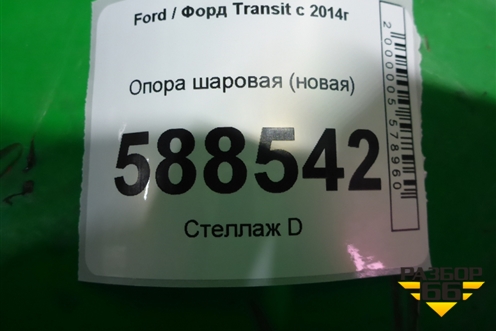 Ford / Форд Transit с 2014г
Опора шаровая (новая)
588542
Стеллаж D
2000005578960
РАЗБОР
66